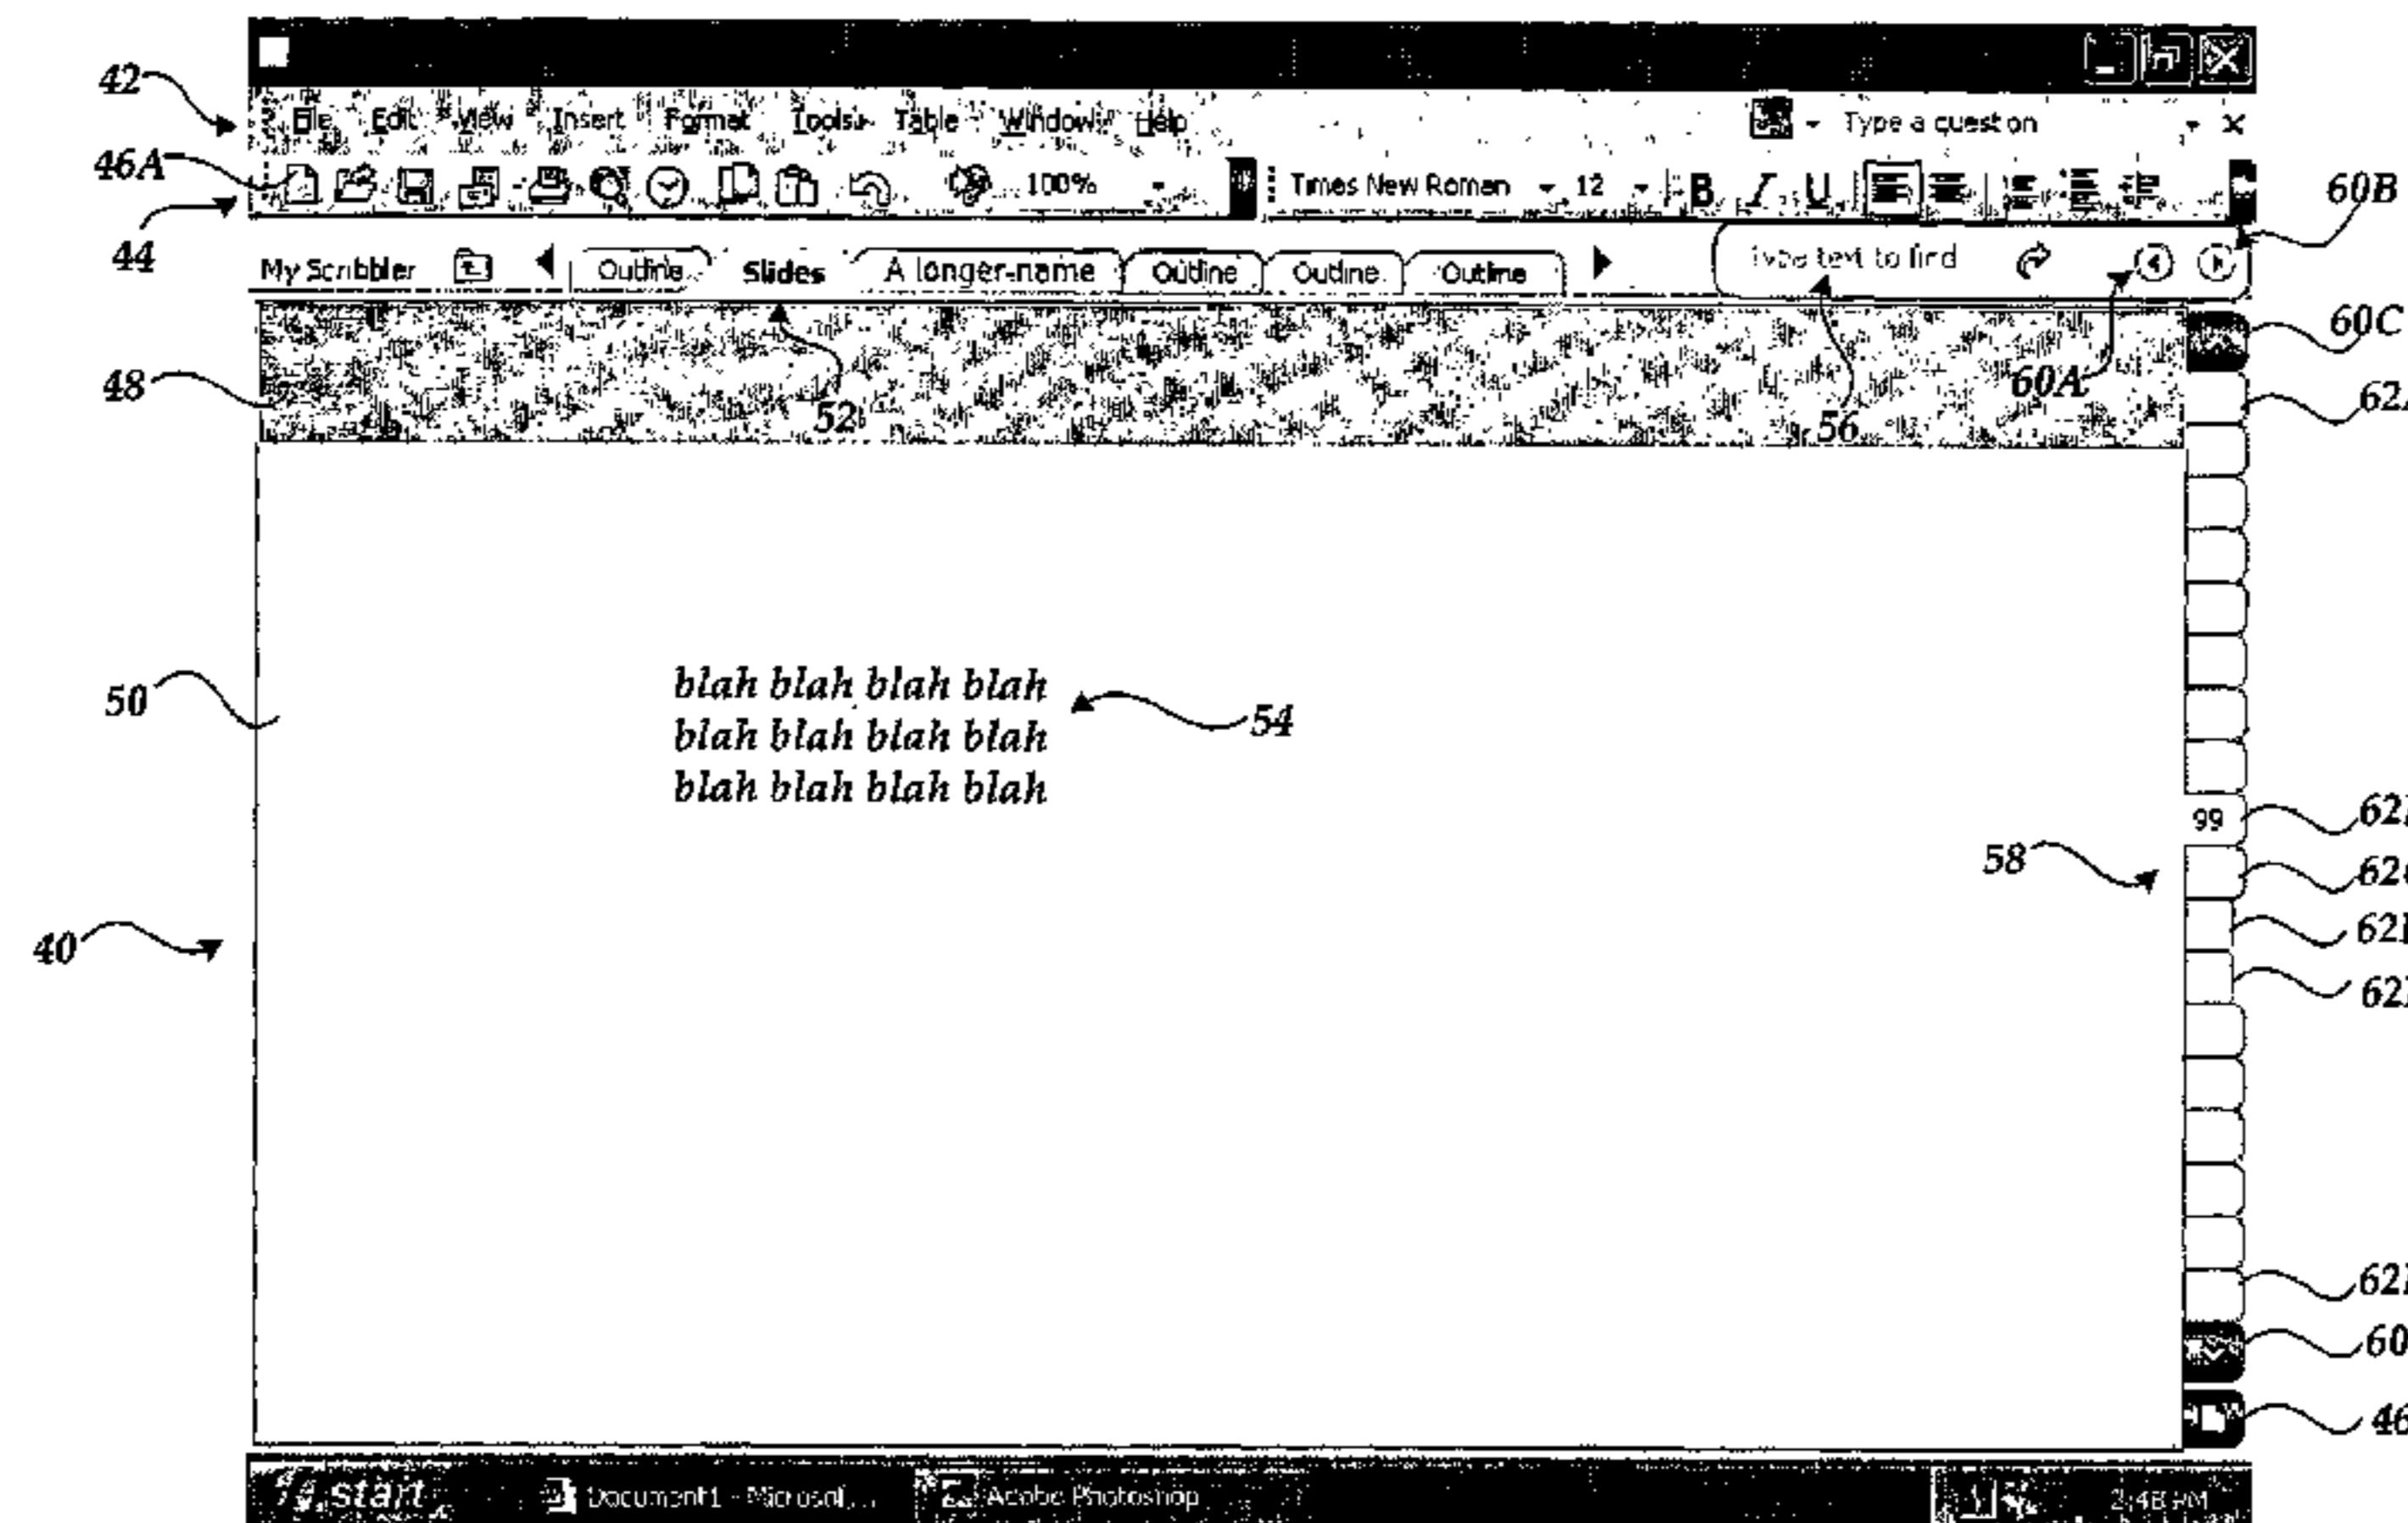 42
File Edit View Insert Format Tools Table Window Help Type a question
46A
100% Times New Roman 12 B I U
60B
44
My Scribbler Outline Slides A longer name Outline Outline Outline Type text to find
60C
48
52
56
60A
50
blah blah blah blah
54
blah blah blah blah
blah blah blah blah
99
58
40
start Document1 - Microsof... Adobe Photoshop 2:48 PM